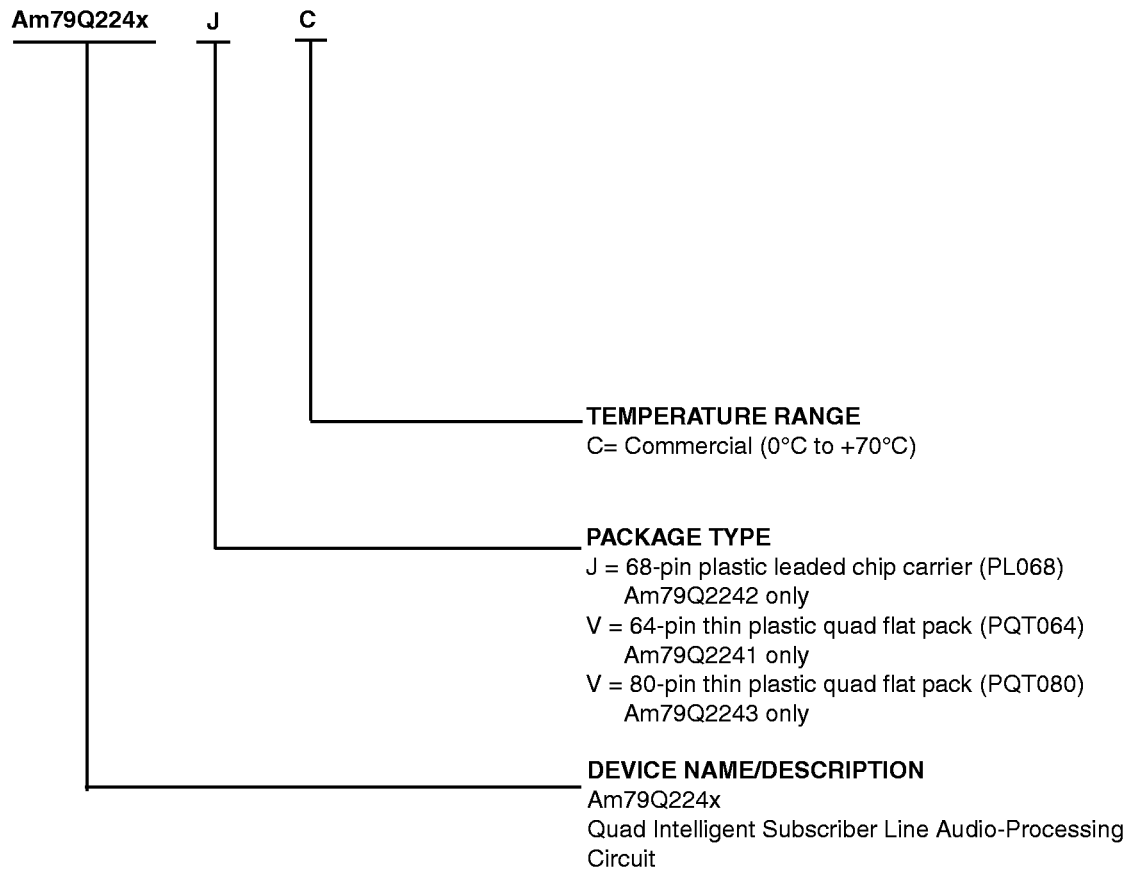 Am79Q224x J C
TEMPERATURE RANGE
C= Commercial (0°C to +70°C)
PACKAGE TYPE
J = 68-pin plastic leaded chip carrier (PL068)
Am79Q2242 only
V = 64-pin thin plastic quad flat pack (PQT064)
Am79Q2241 only
V = 80-pin thin plastic quad flat pack (PQT080)
Am79Q2243 only
DEVICE NAME/DESCRIPTION
Am79Q224x
Quad Intelligent Subscriber Line Audio-Processing
Circuit